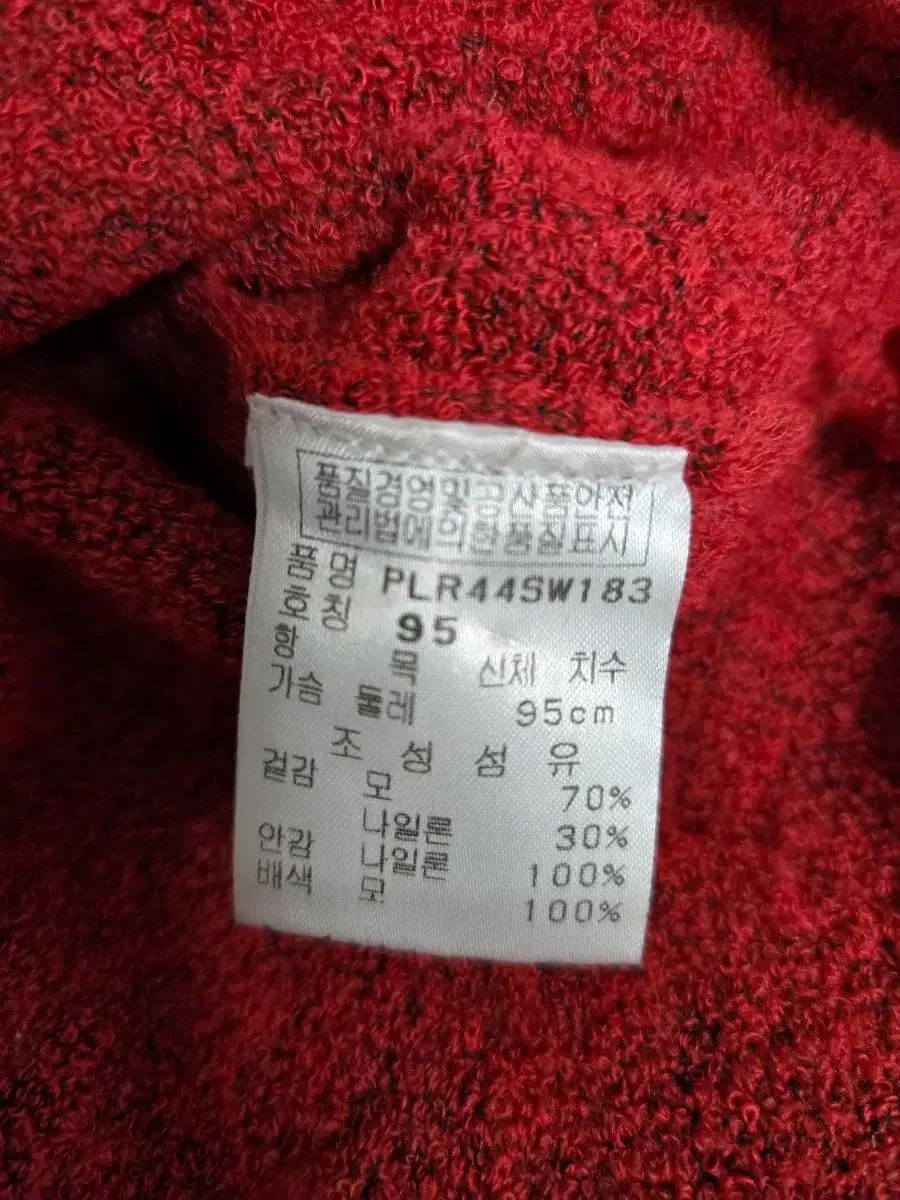 품질경영및공산품안전
관리법에의한품질표시
품명 PLR44SW183
호칭 95
항목 신체 치수
가슴둘레 95cm
조성섬유
겉감 모 70%
나일론 30%
안감 나일론 100%
배색 모 100%